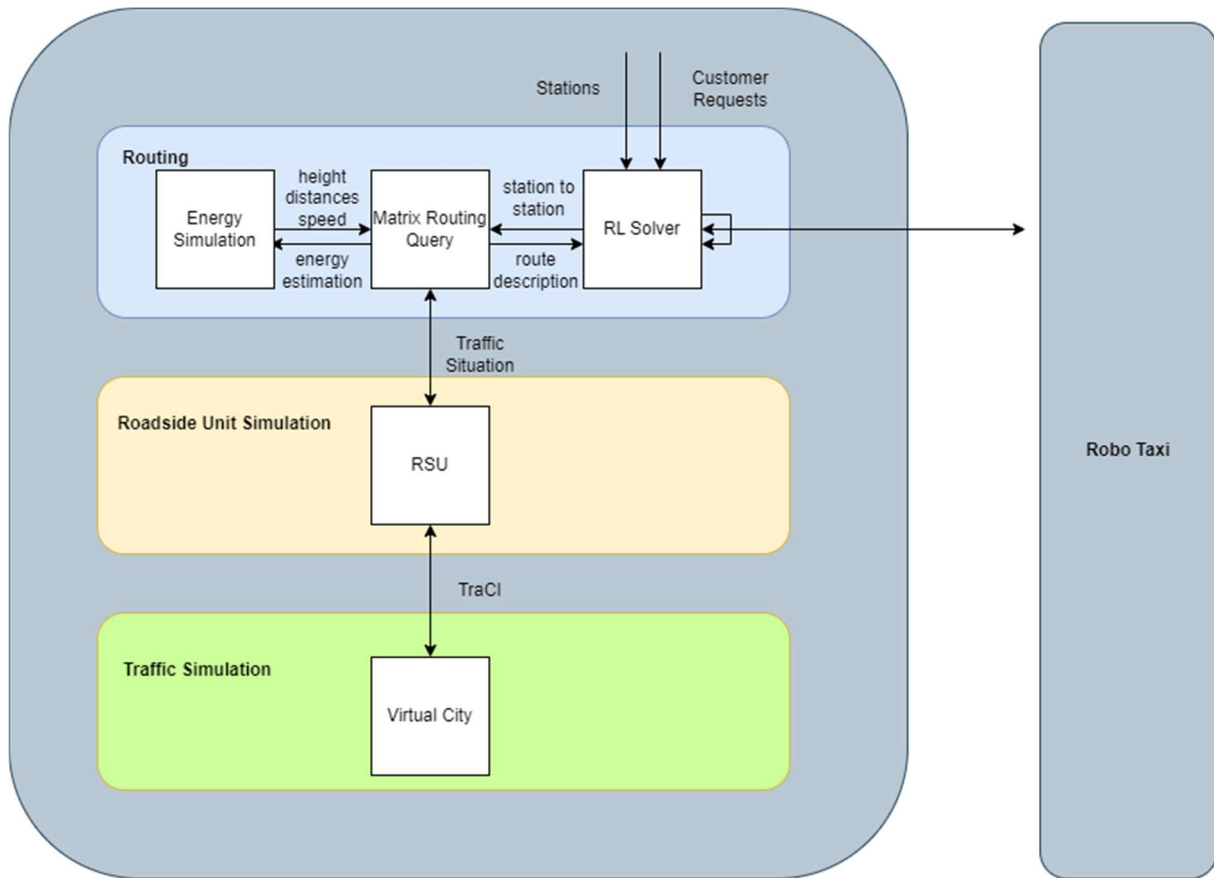 Stations
Customer
Requests
Routing
Energy
Simulation
height
distances
speed
energy
estimation
Matrix Routing
Query
station to
station
route
description
RL Solver
Traffic
Situation
Roadside Unit Simulation
RSU
TraCI
Traffic Simulation
Virtual City
Robo Taxi